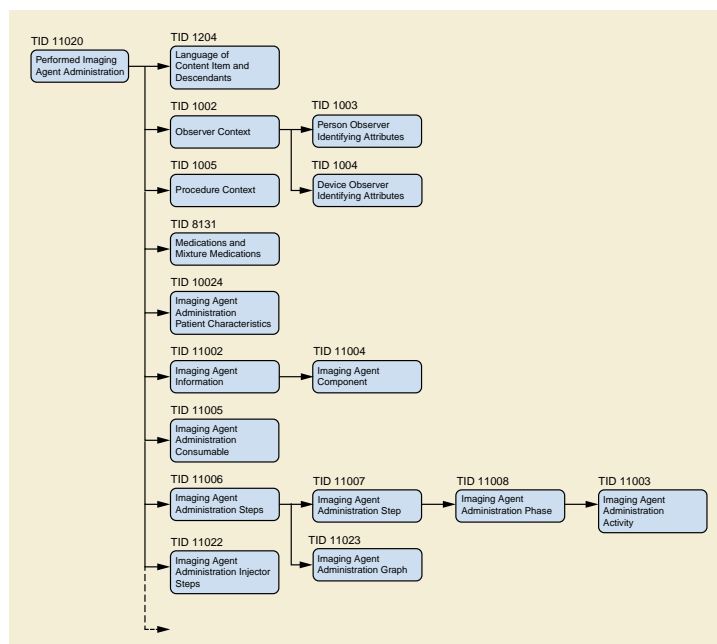 TID 11020
Performed Imaging
Agent Administration
TID 1204
Language of
Content Item and
Descendants
TID 1002
Observer Context
TID 1003
Person Observer
Identifying Attributes
TID 1004
Device Observer
Identifying Attributes
TID 1005
Procedure Context
TID 8131
Medications and
Mixture Medications
TID 10024
Imaging Agent
Administration
Patient Characteristics
TID 11002
Imaging Agent
Information
TID 11004
Imaging Agent
Component
TID 11005
Imaging Agent
Administration
Consumable
TID 11006
Imaging Agent
Administration Steps
TID 11007
Imaging Agent
Administration Step
TID 11008
Imaging Agent
Administration Phase
TID 11003
Imaging Agent
Administration
Activity
TID 11023
Imaging Agent
Administration Graph
TID 11022
Imaging Agent
Administration Injector
Steps